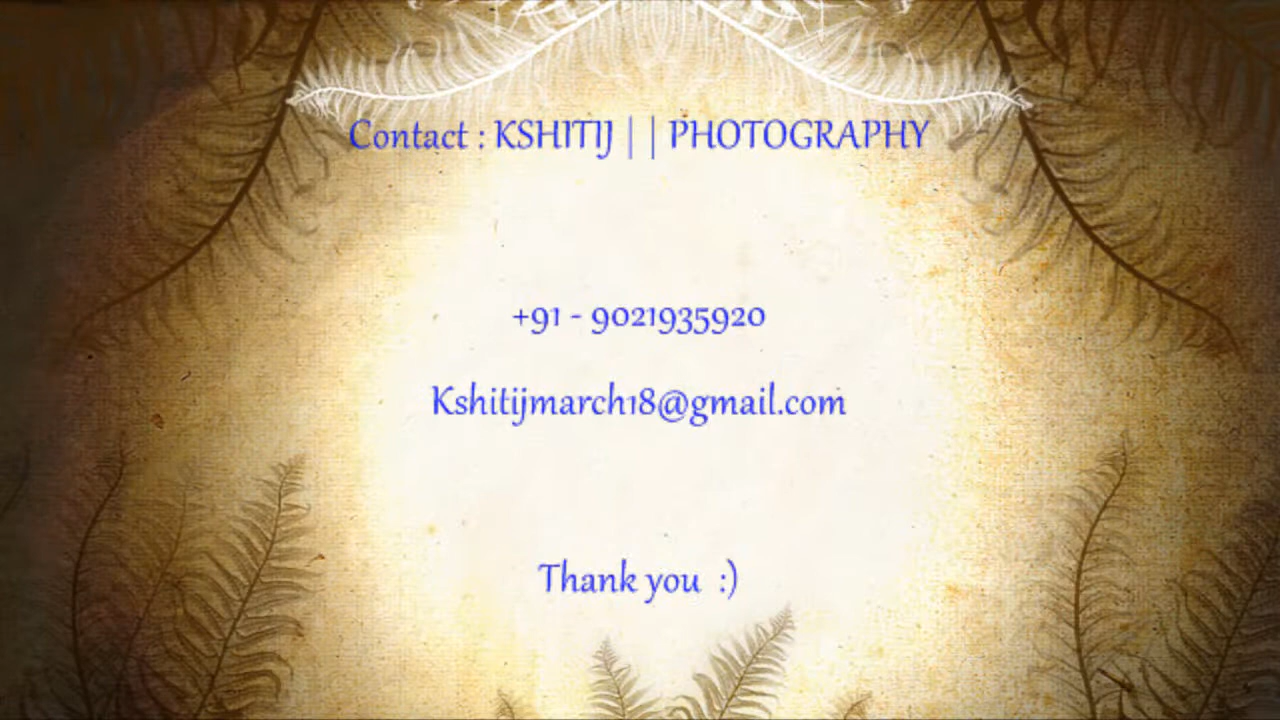 Contact : KSHITIJ | | PHOTOGRAPHY
+91 - 9021935920
Kshitijmarch18@gmail.com
Thank you :)